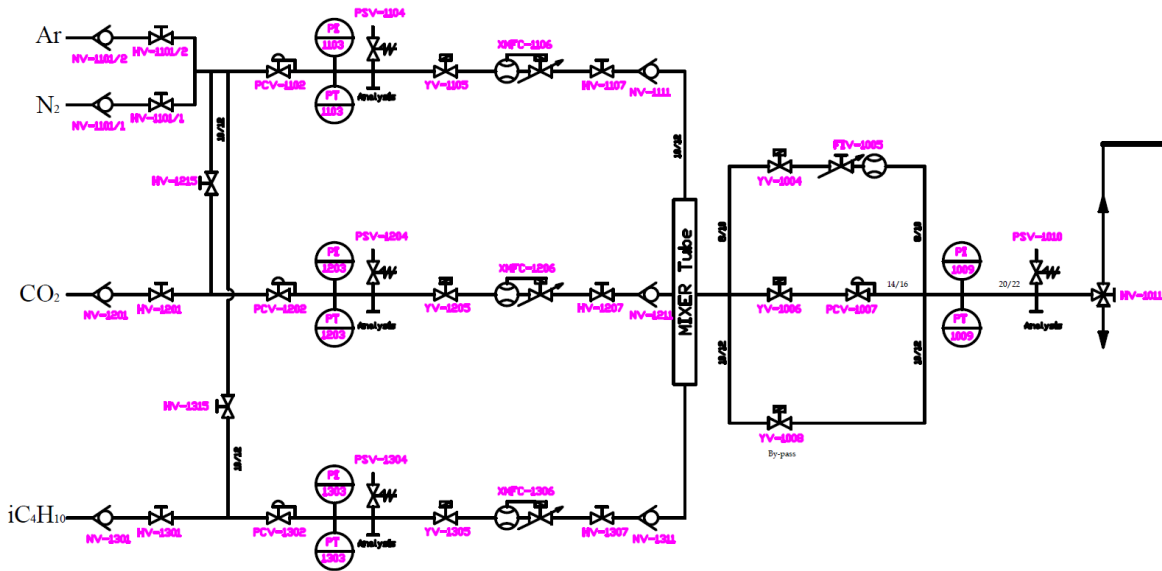 PSV-1104
Ar
NV-1101/2
HV-1101/2
PCV-1102
PI
1103
PT
1103
Analysis
YV-1105
XMFC-1106
HV-1107
NV-1111
N₂
NV-1101/1
HV-1101/1
10/12
10/12
HV-1215
YV-1004
FIV-1005
8/10
8/10
PSV-1204
CO₂
NV-1201
HV-1201
PCV-1202
PI
1203
PT
1203
Analysis
YV-1205
XMFC-1206
HV-1207
NV-1211
MIXER Tube
YV-1006
PCV-1007
14/16
PI
1009
PT
1009
20/22
PSV-1010
Analysis
HV-1011
10/12
10/12
HV-1315
10/12
YV-1008
By-pass
PSV-1304
iC₄H₁₀
NV-1301
HV-1301
PCV-1302
PI
1303
PT
1303
Analysis
YV-1305
XMFC-1306
HV-1307
NV-1311